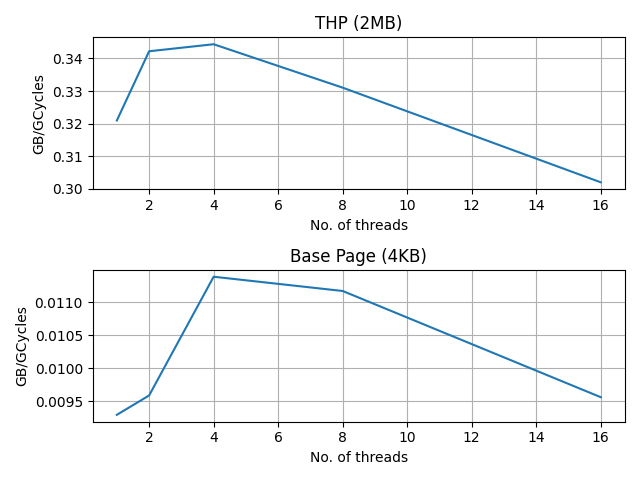 THP (2MB)
GB/GCycles
0.34
0.33
0.32
0.31
0.30
2 4 6 8 10 12 14 16
No. of threads
Base Page (4KB)
GB/GCycles
0.0110
0.0105
0.0100
0.0095
2 4 6 8 10 12 14 16
No. of threads